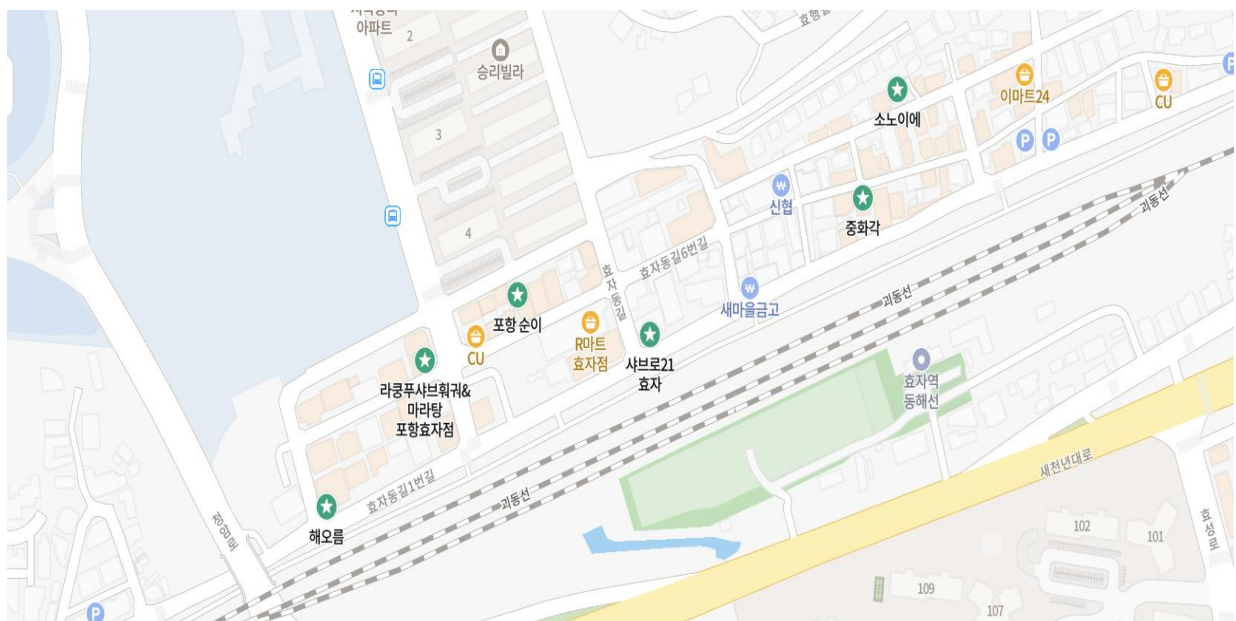 아파트
2
승리빌라
3
4
소노이에
이마트24
CU
P
P
P
신협
중화각
괴동선
효자동길6번길
효자동길
새마을금고
괴동선
포항 순이
CU
R마트
효자점
샤브로21
효자
라쿵푸샤브훠궈&
마라탕
포항효자점
효자역
동해선
새천년대로
괴동선
효자동길1번길
해오름
청암로
효성로
102
101
109
107
P